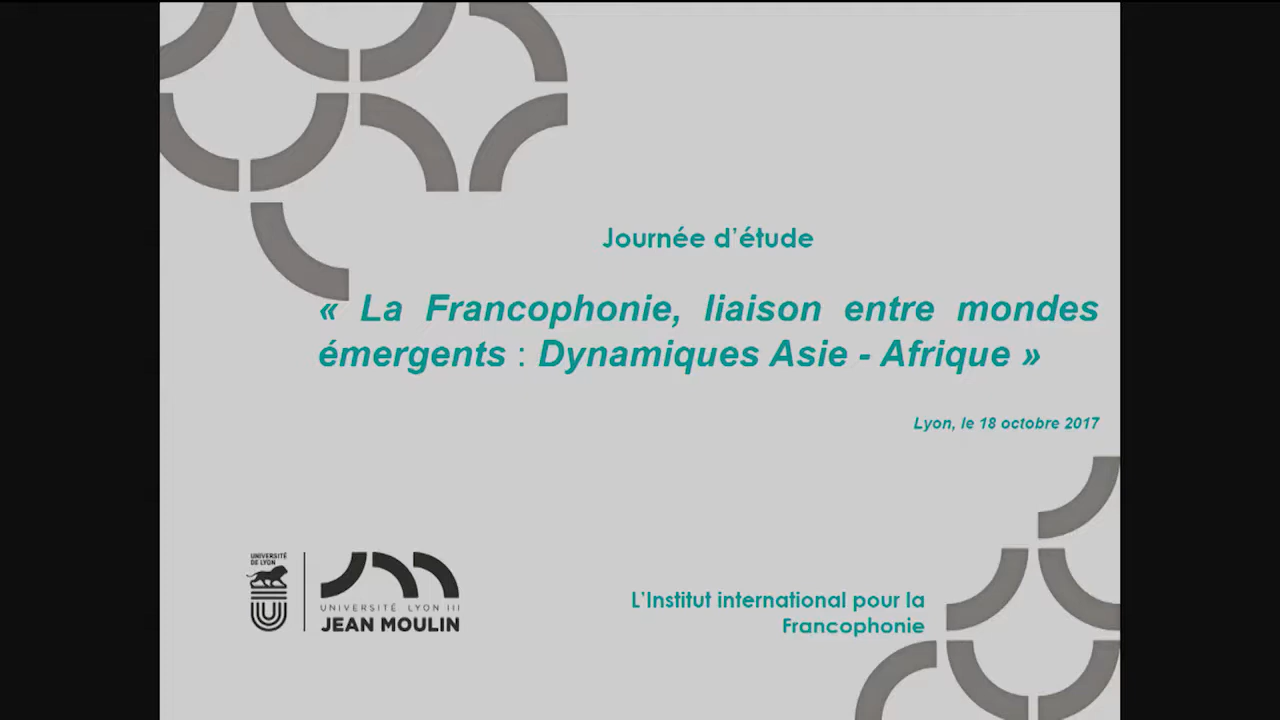 Journée d'étude
« La Francophonie, liaison entre mondes
émergents : Dynamiques Asie - Afrique »
Lyon, le 18 octobre 2017
UNIVERSITÉ
DE LYON
UNIVERSITÉ LYON III
JEAN MOULIN
L'Institut international pour la
Francophonie